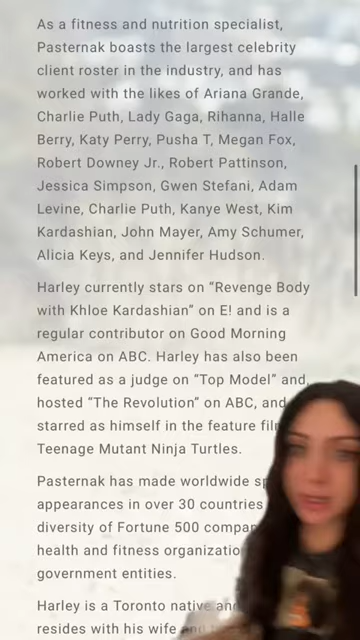 As a fitness and nutrition specialist,
Pasternak boasts the largest celebrity
client roster in the industry, and has
worked with the likes of Ariana Grande,
Charlie Puth, Lady Gaga, Rihanna, Halle
Berry, Katy Perry, Pusha T, Megan Fox,
Robert Downey Jr., Robert Pattinson,
Jessica Simpson, Gwen Stefani, Adam
Levine, Charlie Puth, Kanye West, Kim
Kardashian, John Mayer, Amy Schumer,
Alicia Keys, and Jennifer Hudson.
Harley currently stars on “Revenge Body
with Khloe Kardashian” on E! and is a
regular contributor on Good Morning
America on ABC. Harley has also been
featured as a judge on “Top Model” and,
hosted “The Revolution” on ABC, and
starred as himself in the feature
Teenage Mutant Ninja Turtles.
Pasternak has made worldwide
appearances in over 30 countries
diversity of Fortune 500
health and fitness
government entities.
Harley is a Toronto native and
resides with his wife